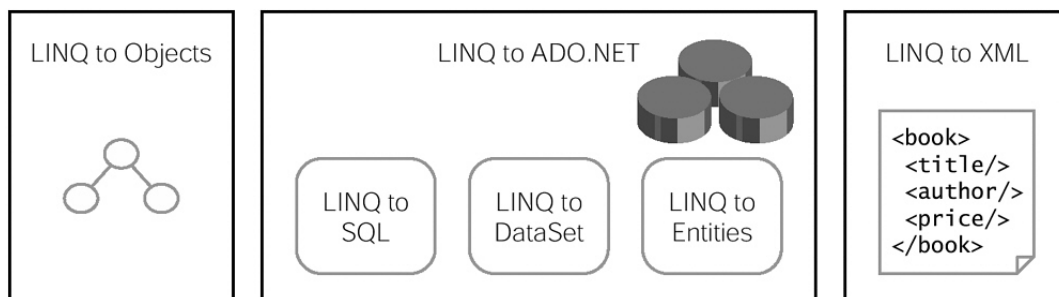 LINQ to Objects
LINQ to ADO.NET
LINQ to
SQL
LINQ to
DataSet
LINQ to
Entities
LINQ to XML
<book>
<title/>
<author/>
<price/>
</book>